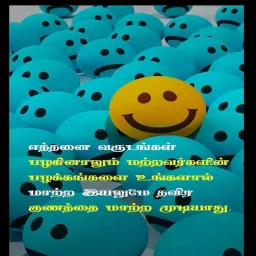 எத்தனை வருடங்கள்
பழகினாலும் மற்றவர்களின்
பழக்கங்களை உங்களால்
மாற்ற இயலுமே தவிர
குணத்தை மாற்ற முடியாது.